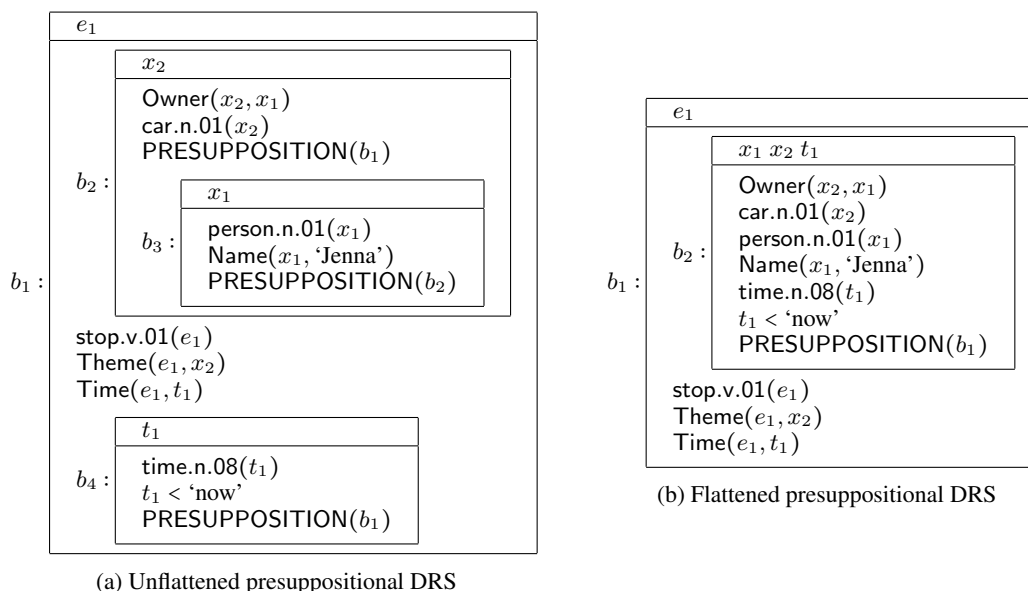 e₁
x₂
Owner(x₂, x₁)
car.n.01(x₂)
PRESUPPOSITION(b₁)
b₂ :
x₁
person.n.01(x₁)
b₃ :
Name(x₁, ‘Jenna’)
PRESUPPOSITION(b₂)
b₁ :
stop.v.01(e₁)
Theme(e₁, x₂)
Time(e₁, t₁)
t₁
time.n.08(t₁)
b₄ :
t₁ < ‘now’
PRESUPPOSITION(b₁)
(a) Unflattened presuppositional DRS
e₁
x₁ x₂ t₁
Owner(x₂, x₁)
car.n.01(x₂)
person.n.01(x₁)
b₂ :
Name(x₁, ‘Jenna’)
time.n.08(t₁)
b₁ :
t₁ < ‘now’
PRESUPPOSITION(b₁)
stop.v.01(e₁)
Theme(e₁, x₂)
Time(e₁, t₁)
(b) Flattened presuppositional DRS